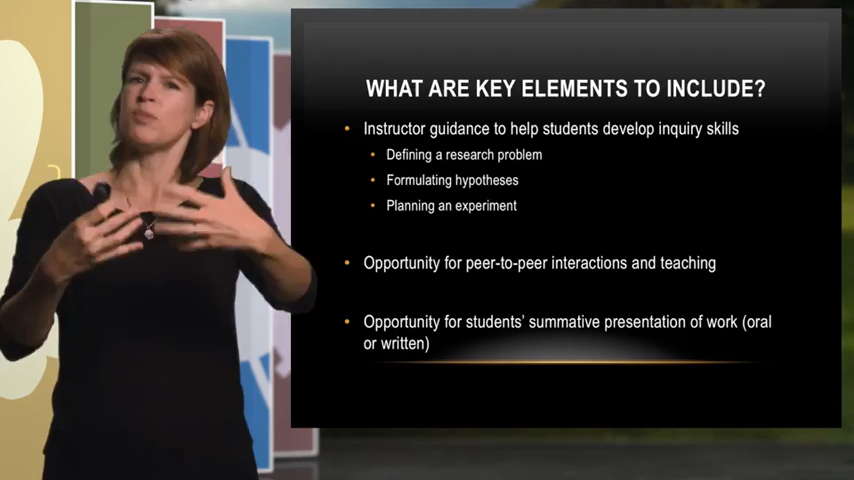 WHAT ARE KEY ELEMENTS TO INCLUDE?
• Instructor guidance to help students develop inquiry skills
• Defining a research problem
• Formulating hypotheses
• Planning an experiment
• Opportunity for peer-to-peer interactions and teaching
• Opportunity for students’ summative presentation of work (oral
or written)